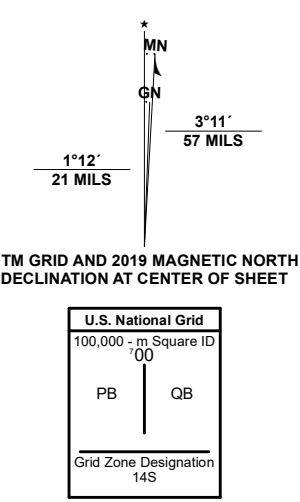 ★
MN
GN
3°11´
57 MILS
1°12´
21 MILS
TM GRID AND 2019 MAGNETIC NORTH
DECLINATION AT CENTER OF SHEET
U.S. National Grid
100,000 - m Square ID
⁷00
PB QB
Grid Zone Designation
14S